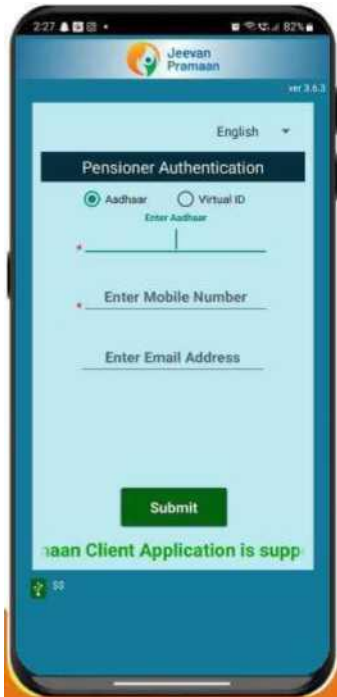 2:27
82%
Jeevan
Pramaan
ver 3.6.3
English
Pensioner Authentication
Aadhaar Virtual ID
Enter Aadhaar
*
* Enter Mobile Number
Enter Email Address
Submit
naan Client Application is supp
$$